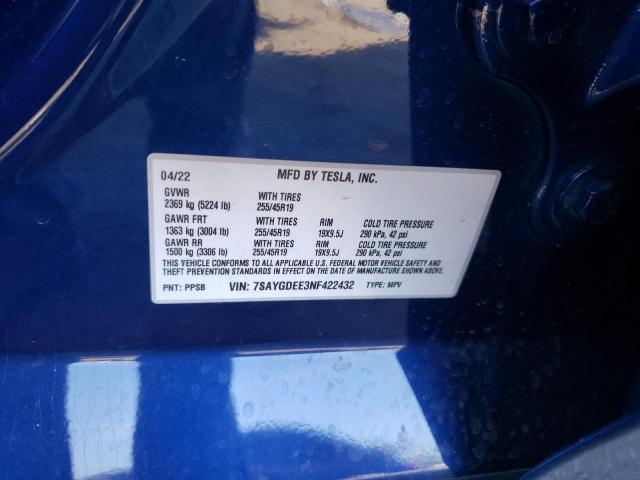 04/22 MFD BY TESLA, INC.
GVWR WITH TIRES
2369 kg (5224 lb) 255/45R19
GAWR FRT WITH TIRES RIM COLD TIRE PRESSURE
1363 kg (3004 lb) 255/45R19 19X9.5J 290 kPa, 42 psi
GAWR RR WITH TIRES RIM COLD TIRE PRESSURE
1500 kg (3306 lb) 255/45R19 19X9.5J 290 kPa, 42 psi
THIS VEHICLE CONFORMS TO ALL APPLICABLE U.S. FEDERAL MOTOR VEHICLE SAFETY AND
THEFT PREVENTION STANDARDS IN EFFECT ON THE DATE OF MANUFACTURE SHOWN ABOVE.
PNT: PPSB VIN: 7SAYGDEE3NF422432 TYPE: MPV